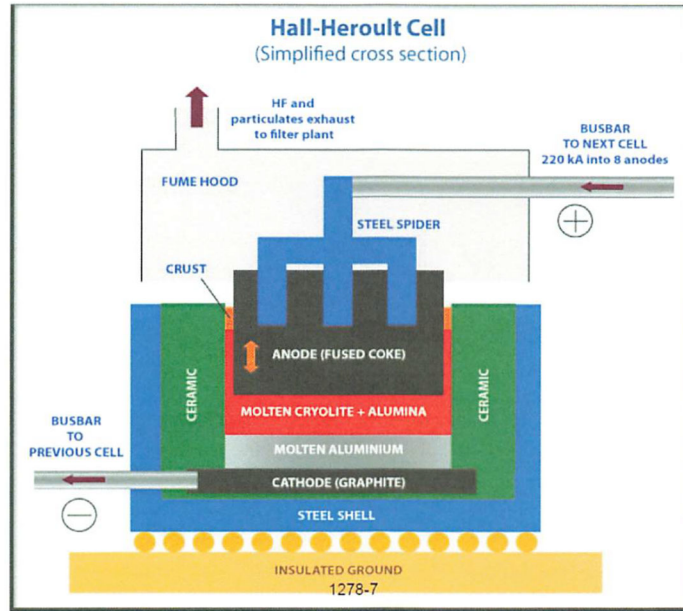 Hall-Heroult Cell
(Simplified cross section)
HF and
particulates exhaust
to filter plant
BUSBAR
TO NEXT CELL
220 kA into 8 anodes
FUME HOOD
+
STEEL SPIDER
CRUST
ANODE (FUSED COKE)
CERAMIC
CERAMIC
MOLTEN CRYOLITE + ALUMINA
BUSBAR
TO
PREVIOUS CELL
MOLTEN ALUMINIUM
CATHODE (GRAPHITE)
−
STEEL SHELL
INSULATED GROUND
1278-7